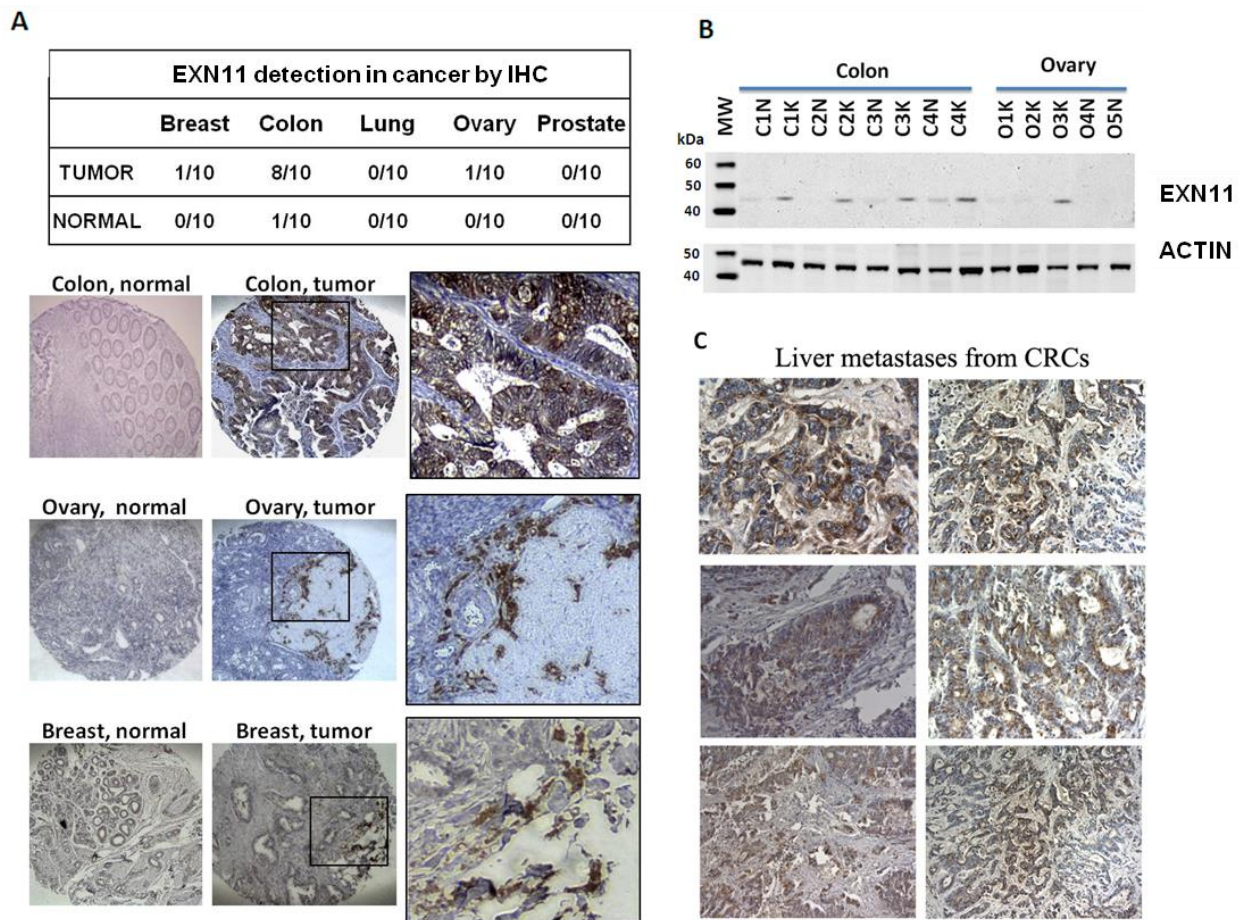 A
EXN11 detection in cancer by IHC
Breast Colon Lung Ovary Prostate
TUMOR 1/10 8/10 0/10 1/10 0/10
NORMAL 0/10 1/10 0/10 0/10 0/10
Colon, normal Colon, tumor
Ovary, normal Ovary, tumor
Breast, normal Breast, tumor
B
Colon Ovary
MW C1N C1K C2N C2K C3N C3K C4N C4K O1K O2K O3K O4N O5N
kDa
60
50
40
EXN11
50
40
ACTIN
C
Liver metastases from CRCs